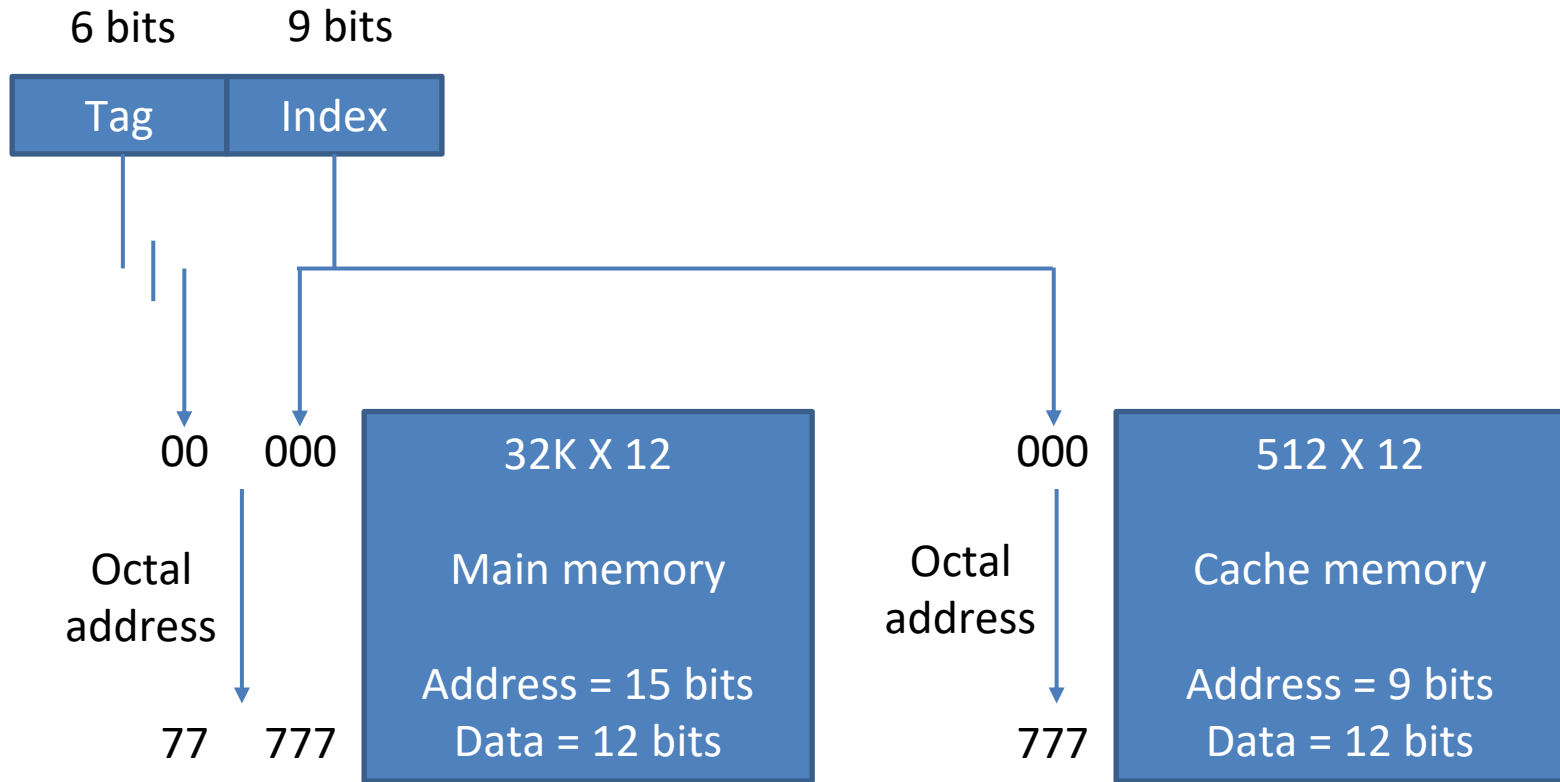 6 bits 9 bits
Tag Index
00 000
32K X 12
000
512 X 12
Octal
address
Main memory
Octal
address
Cache memory
Address = 15 bits
Address = 9 bits
77 777
Data = 12 bits
777
Data = 12 bits